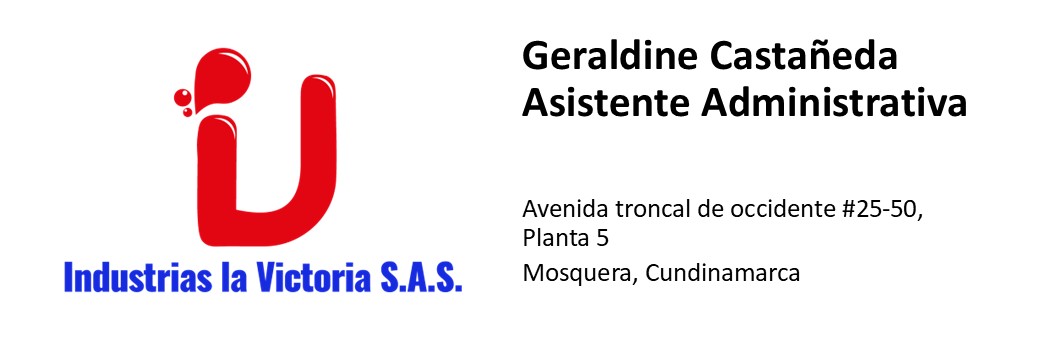 Geraldine Castañeda
Asistente Administrativa
Avenida troncal de occidente #25-50,
Planta 5
Mosquera, Cundinamarca
Industrias la Victoria S.A.S.